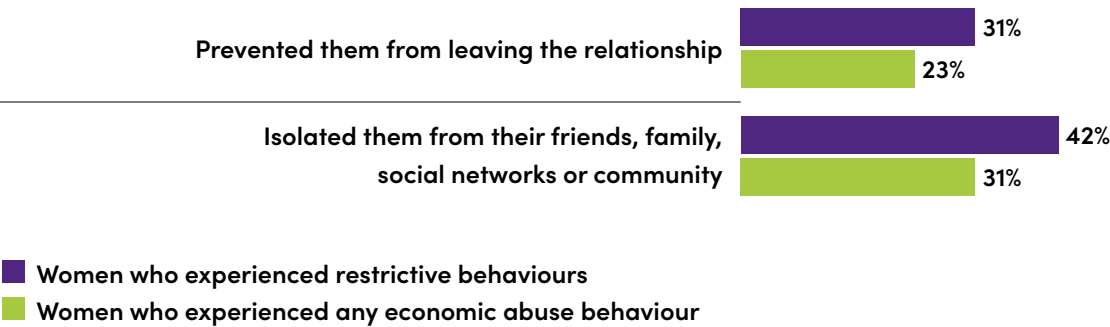 Prevented them from leaving the relationship
31%
23%
Isolated them from their friends, family,
social networks or community
42%
31%
Women who experienced restrictive behaviours
Women who experienced any economic abuse behaviour